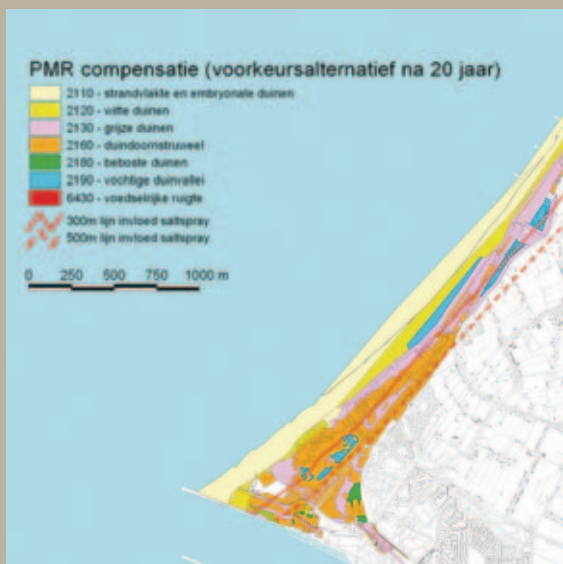 PMR compensatie (voorkeursalternatief na 20 jaar)
2110 - strandvlakte en embryonale duinen
2120 - witte duinen
2130 - grijze duinen
2160 - duindoornstruweel
2180 - beboste duinen
2190 - vochtige duinvallei
6430 - voedselrijke ruigte
300m lijn invloed saltspray
500m lijn invloed saltspray
0 250 500 750 1000 m